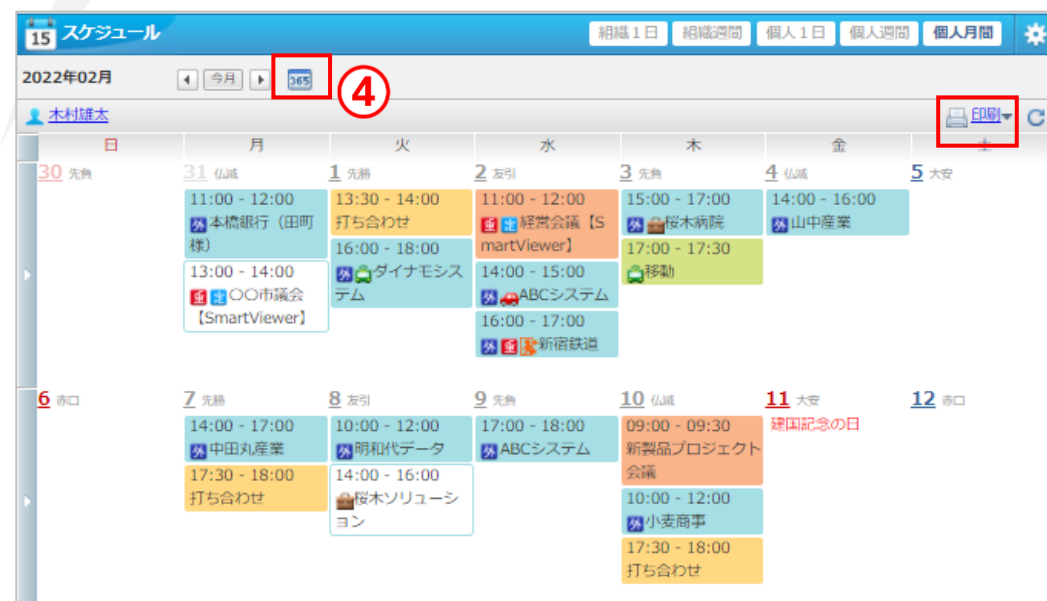 15 スケジュール 組織１日 組織週間 個人１日 個人週間 個人月間
2022年02月 今月 365 ④
木村雄太 印刷
日 月 火 水 木 金 土
30 先負 31 仏滅 1 先勝 2 友引 3 先負 4 仏滅 5 大安
11:00 - 12:00
外 本橋銀行（田町
様）
13:00 - 14:00
重 定 〇〇市議会
【SmartViewer】
13:30 - 14:00
打ち合わせ
16:00 - 18:00
外 ダイナモシス
テム
11:00 - 12:00
重 定 経営会議【S
martViewer】
14:00 - 15:00
外 ABCシステム
16:00 - 17:00
外 重 新宿鉄道
15:00 - 17:00
外 桜木病院
17:00 - 17:30
移動
14:00 - 16:00
外 山中産業
6 赤口 7 先勝 8 友引 9 先負 10 仏滅 11 大安 12 赤口
14:00 - 17:00
外 中田丸産業
17:30 - 18:00
打ち合わせ
10:00 - 12:00
外 明和代データ
14:00 - 16:00
桜木ソリューシ
ョン
17:00 - 18:00
外 ABCシステム
09:00 - 09:30
新製品プロジェクト
会議
10:00 - 12:00
外 小麦商事
17:30 - 18:00
打ち合わせ
建国記念の日